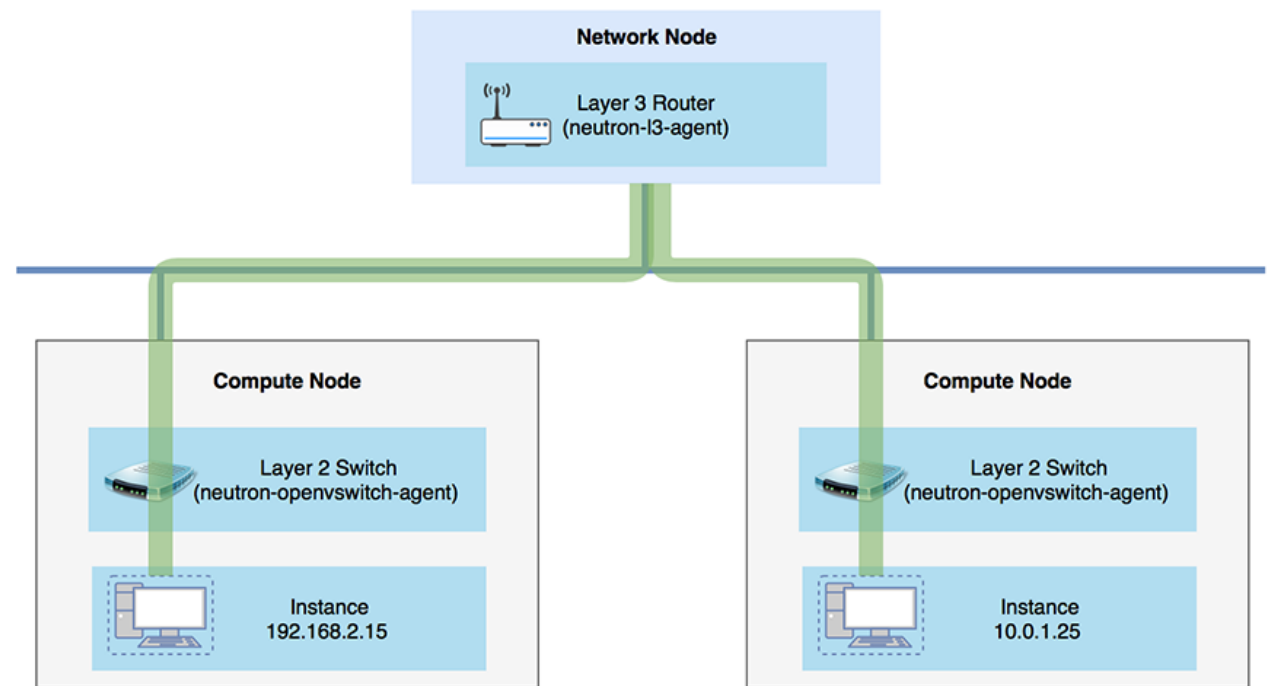 Network Node
Layer 3 Router
(neutron-l3-agent)
Compute Node
Layer 2 Switch
(neutron-openvswitch-agent)
Instance
192.168.2.15
Compute Node
Layer 2 Switch
(neutron-openvswitch-agent)
Instance
10.0.1.25